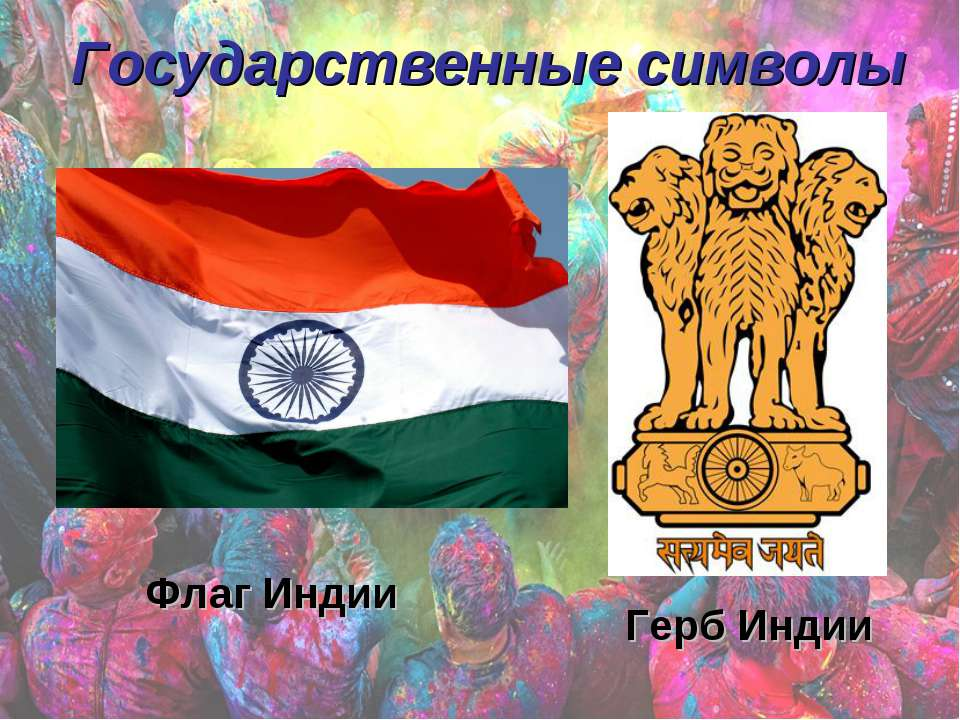 Государственные символы
सत्यमेव जयते
Флаг Индии
Герб Индии